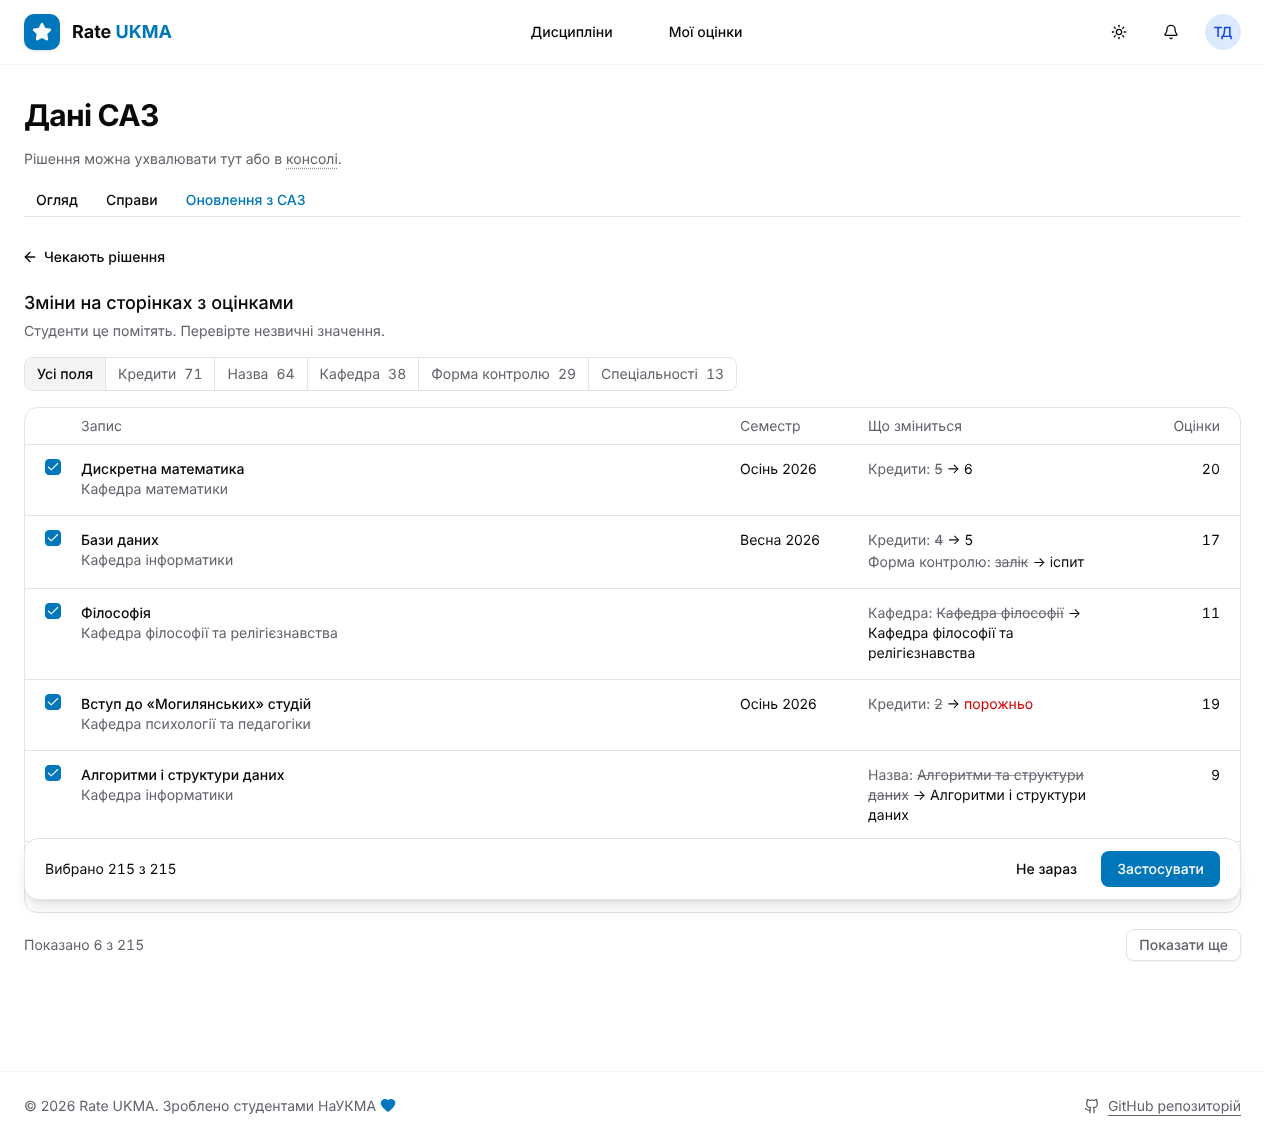 Rate UKMA
Дисципліни
Мої оцінки
ТД
Дані САЗ
Рішення можна ухвалювати тут або в консолі.
Огляд
Справи
Оновлення з САЗ
← Чекають рішення
Зміни на сторінках з оцінками
Студенти це помітять. Перевірте незвичні значення.
Усі поля
Кредити 71
Назва 64
Кафедра 38
Форма контролю 29
Спеціальності 13
Запис
Семестр
Що зміниться
Оцінки
Дискретна математика
Кафедра математики
Осінь 2026
Кредити: 5 → 6
20
Бази даних
Кафедра інформатики
Весна 2026
Кредити: 4 → 5
Форма контролю: залік → іспит
17
Філософія
Кафедра філософії та релігієзнавства
Кафедра: Кафедра філософії →
Кафедра філософії та
релігієзнавства
11
Вступ до «Могилянських» студій
Кафедра психології та педагогіки
Осінь 2026
Кредити: 2 → порожньо
19
Алгоритми і структури даних
Кафедра інформатики
Назва: Алгоритми та структури
даних → Алгоритми і структури
даних
9
Вибрано 215 з 215
Не зараз
Застосувати
Показано 6 з 215
Показати ще
© 2026 Rate UKMA. Зроблено студентами НаУКМА
GitHub репозиторій